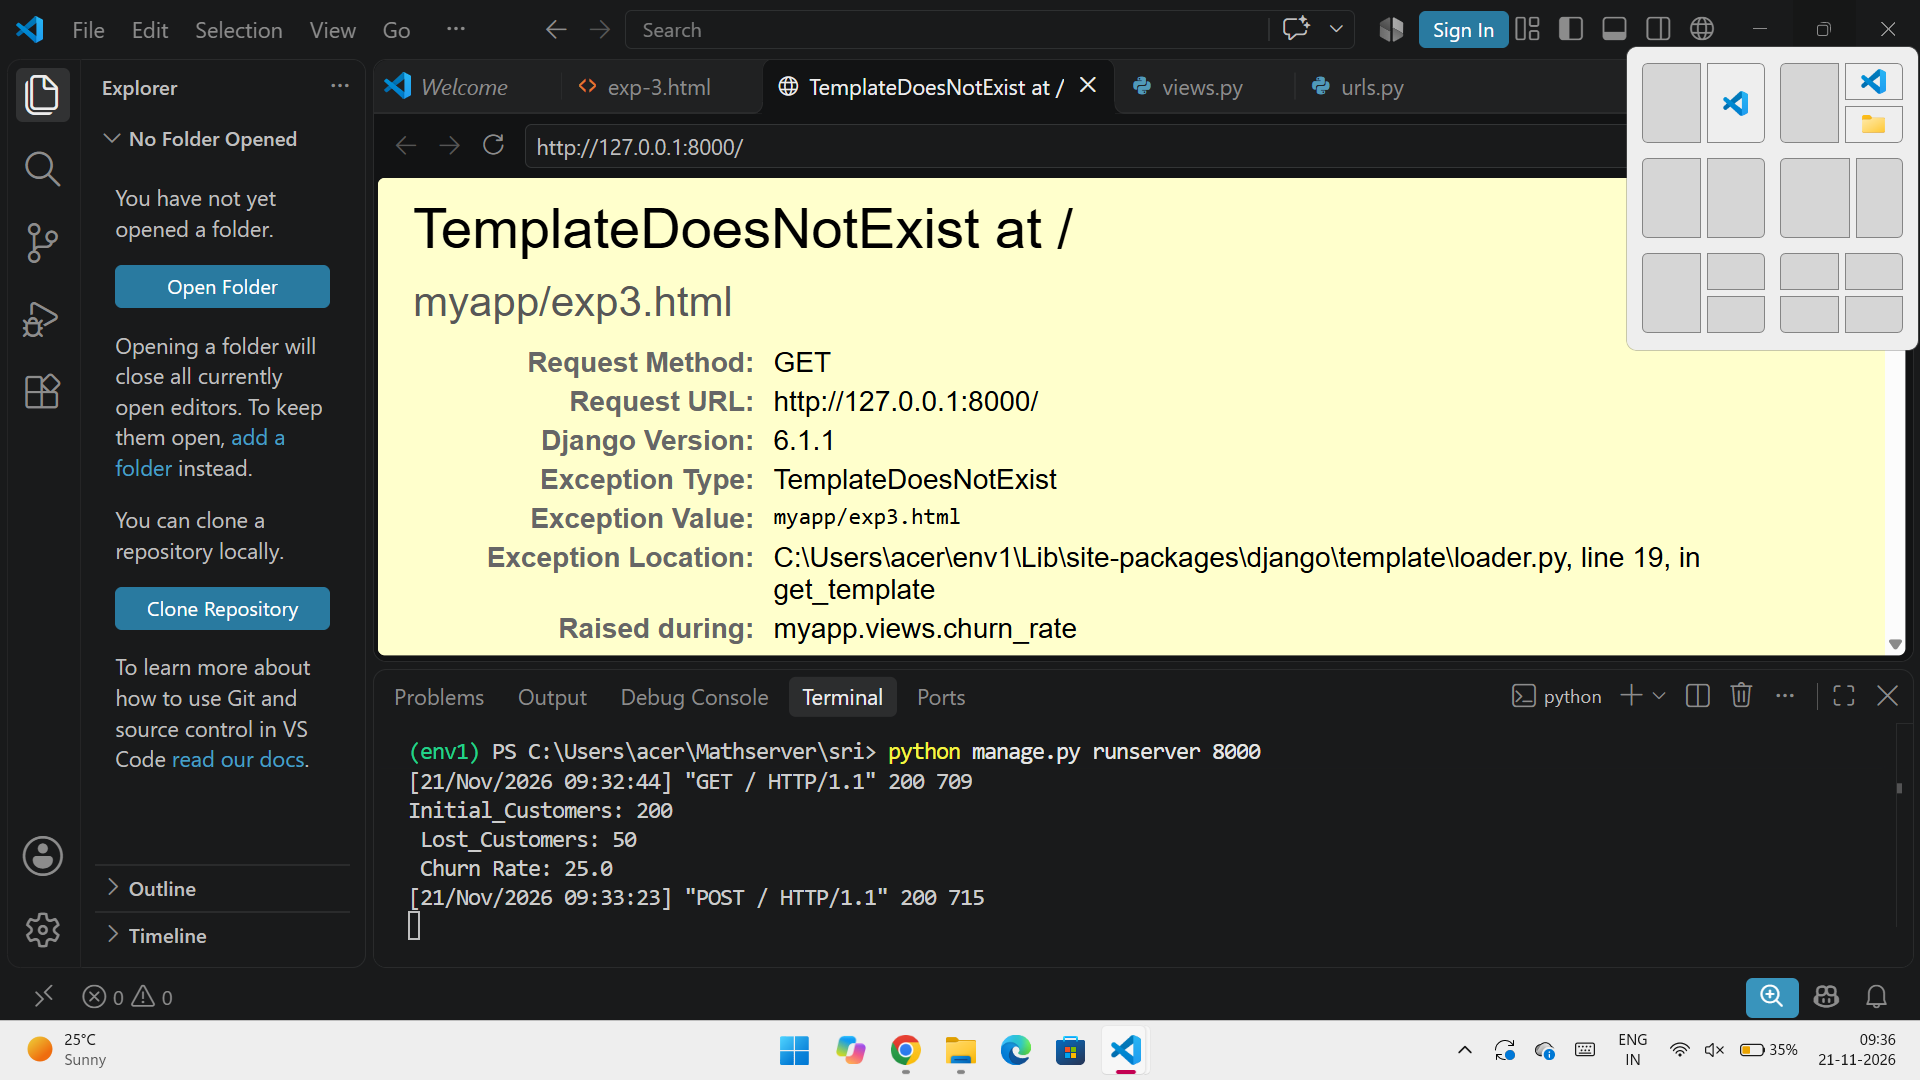 File Edit Selection View Go ··· Search Sign In
Explorer ···
No Folder Opened
You have not yet
opened a folder.
Open Folder
Opening a folder will
close all currently
open editors. To keep
them open, add a
folder instead.
You can clone a
repository locally.
Clone Repository
To learn more about
how to use Git and
source control in VS
Code read our docs.
Outline
Timeline
Welcome exp-3.html TemplateDoesNotExist at / views.py urls.py
http://127.0.0.1:8000/
TemplateDoesNotExist at /
myapp/exp3.html
Request Method: GET
Request URL: http://127.0.0.1:8000/
Django Version: 6.1.1
Exception Type: TemplateDoesNotExist
Exception Value: myapp/exp3.html
Exception Location: C:\Users\acer\env1\Lib\site-packages\django\template\loader.py, line 19, in
get_template
Raised during: myapp.views.churn_rate
Problems Output Debug Console Terminal Ports python ···
(env1) PS C:\Users\acer\Mathserver\sri> python manage.py runserver 8000
[21/Nov/2026 09:32:44] "GET / HTTP/1.1" 200 709
Initial_Customers: 200
Lost_Customers: 50
Churn Rate: 25.0
[21/Nov/2026 09:33:23] "POST / HTTP/1.1" 200 715
0 0
25°C
Sunny
ENG
IN
35%
09:36
21-11-2026